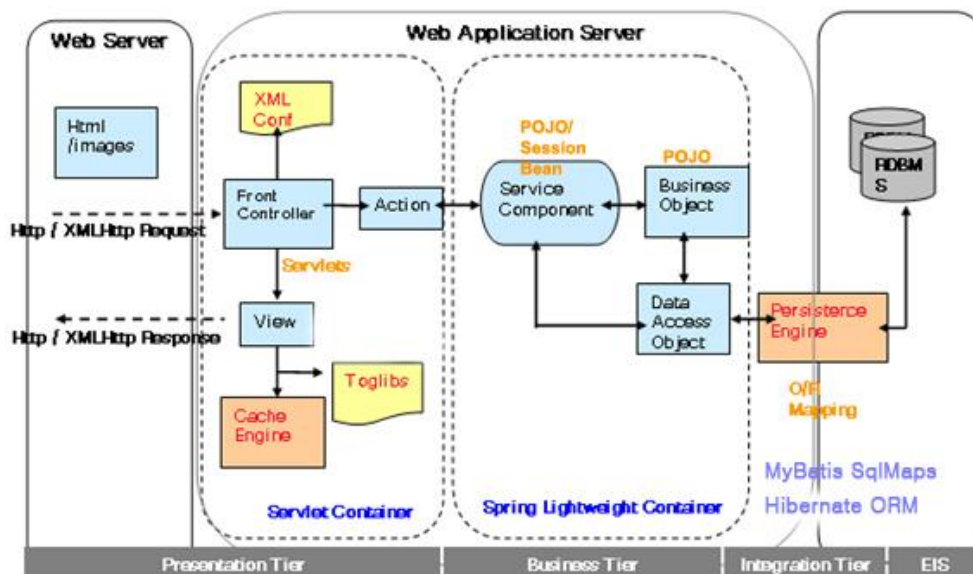 Web Server
Web Application Server
Html
/images
XML
Conf
Front
Controller
Action
Servlets
Http / XMLHttp Request
View
Http / XMLHttp Response
Toglibs
Cache
Engine
Servlet Container
POJO/
Session
Bean
Service
Component
POJO
Business
Object
Data
Access
Object
Spring Lightweight Container
RDBM
S
Persisterce
Engine
O/R
Mapping
MyBatis SqlMaps
Hibernate ORM
Presentation Tier
Business Tier
Integration Tier
EIS